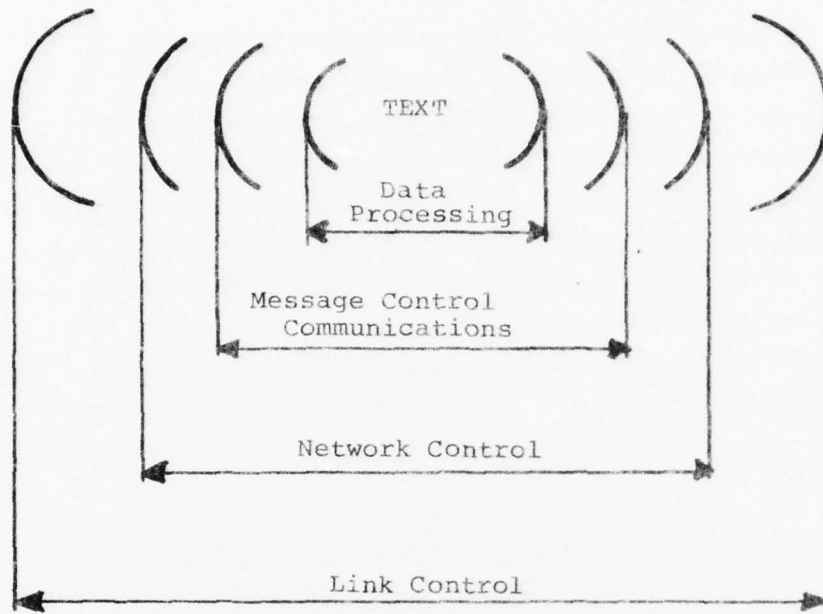 TEXT
Data
Processing
Message Control
Communications
Network Control
Link Control